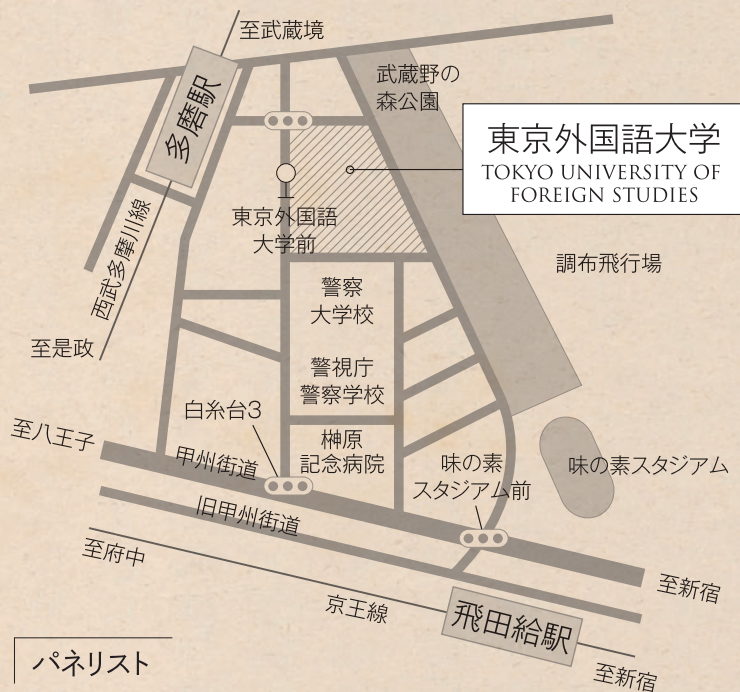 至武蔵境
多磨駅
武蔵野の
森公園
東京外国語大学
TOKYO UNIVERSITY OF
FOREIGN STUDIES
東京外国語
大学前
西武多摩川線
調布飛行場
警察
大学校
至是政
警視庁
警察学校
白糸台3
至八王子
甲州街道
榊原
記念病院
味の素
スタジアム前
味の素スタジアム
旧甲州街道
至府中
至新宿
京王線
飛田給駅
至新宿
パネリスト